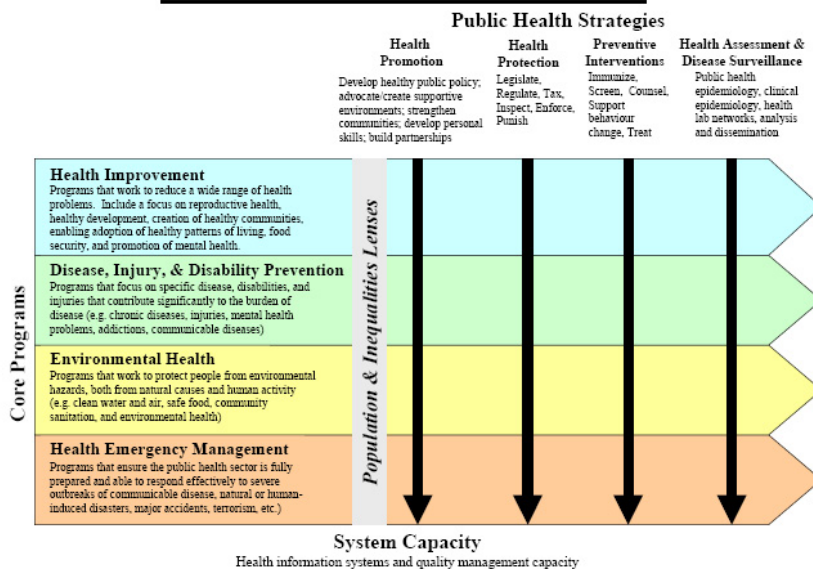 Public Health Strategies
Health
Promotion
Develop healthy public policy;
advocate/create supportive
environments; strengthen
communities; develop personal
skills; build partnerships
Health
Protection
Legislate,
Regulate, Tax,
Inspect, Enforce,
Punish
Preventive
Interventions
Immunize,
Screen, Counsel,
Support
behaviour
change, Treat
Health Assessment &
Disease Surveillance
Public health
epidemiology, clinical
epidemiology, health
lab networks, analysis
and dissemination
Core Programs
Health Improvement
Programs that work to reduce a wide range of health
problems. Include a focus on reproductive health,
healthy development, creation of healthy communities,
enabling adoption of healthy patterns of living, food
security, and promotion of mental health.
Disease, Injury, & Disability Prevention
Programs that focus on specific disease, disabilities, and
injuries that contribute significantly to the burden of
disease (e.g. chronic diseases, injuries, mental health
problems, addictions, communicable diseases)
Environmental Health
Programs that work to protect people from environmental
hazards, both from natural causes and human activity
(e.g. clean water and air, safe food, community
sanitation, and environmental health)
Health Emergency Management
Programs that ensure the public health sector is fully
prepared and able to respond effectively to severe
outbreaks of communicable disease, natural or human-
induced disasters, major accidents, terrorism, etc.)
Population & Inequalities Lenses
System Capacity
Health information systems and quality management capacity